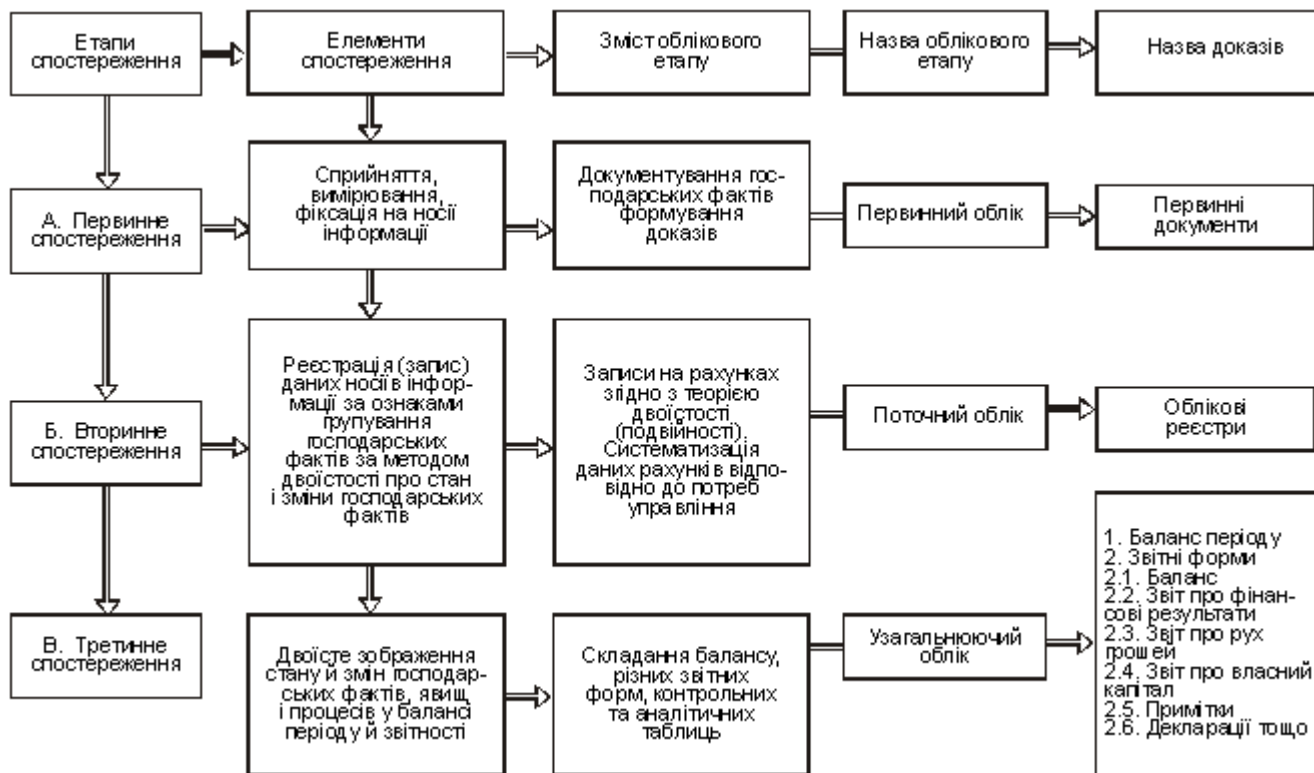 Етапи
спостереження
Елементи
спостереження
Зміст облікового
етапу
Назва облікового
етапу
Назва доказів
А. Первинне
спостереження
Сприйняття,
вимірювання,
фіксація на носії
інформації
Документування гос-
подарських фактів
формування
доказів
Первинний облік
Первинні
документи
Б. Вторинне
спостереження
Реєстрація (запис)
даних носіїв інфор-
мації за ознаками
групування
господарських
фактів за методом
двоїстості про стан
і зміни господарських
фактів
Записи на рахунках
згідно з теорією
двоїстості
(подвійності).
Систематизація
даних рахунків відпо-
відно до потреб
управління
Поточний облік
Облікові
реєстри
В. Третинне
спостереження
Двоїсте зображення
стану й змін господар-
ських фактів, явищ
і процесів у балансі
періоду й звітності
Складання балансу,
різних звітних
форм, контрольних
та аналітичних
таблиць
Узагальнюючий
облік
1. Баланс періоду
2. Звітні форми
2.1. Баланс
2.2. Звіт про фінан-
сові результати
2.3. Звіт про рух
грошей
2.4. Звіт про власний
капітал
2.5. Примітки
2.6. Декларації тощо